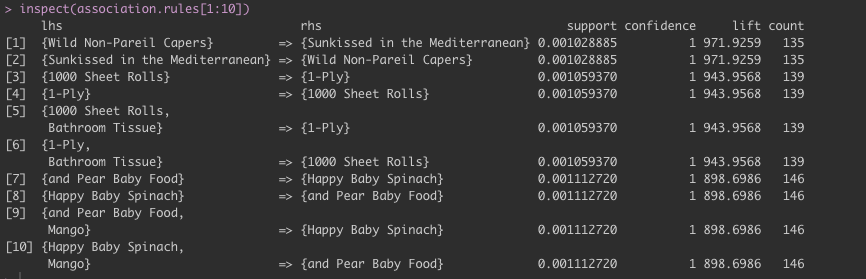 > inspect(association.rules[1:10])
lhs rhs support confidence lift count
[1] {Wild Non-Pareil Capers} => {Sunkissed in the Mediterranean} 0.001028885 1 971.9259 135
[2] {Sunkissed in the Mediterranean} => {Wild Non-Pareil Capers} 0.001028885 1 971.9259 135
[3] {1000 Sheet Rolls} => {1-Ply} 0.001059370 1 943.9568 139
[4] {1-Ply} => {1000 Sheet Rolls} 0.001059370 1 943.9568 139
[5] {1000 Sheet Rolls,
Bathroom Tissue} => {1-Ply} 0.001059370 1 943.9568 139
[6] {1-Ply,
Bathroom Tissue} => {1000 Sheet Rolls} 0.001059370 1 943.9568 139
[7] {and Pear Baby Food} => {Happy Baby Spinach} 0.001112720 1 898.6986 146
[8] {Happy Baby Spinach} => {and Pear Baby Food} 0.001112720 1 898.6986 146
[9] {and Pear Baby Food,
Mango} => {Happy Baby Spinach} 0.001112720 1 898.6986 146
[10] {Happy Baby Spinach,
Mango} => {and Pear Baby Food} 0.001112720 1 898.6986 146